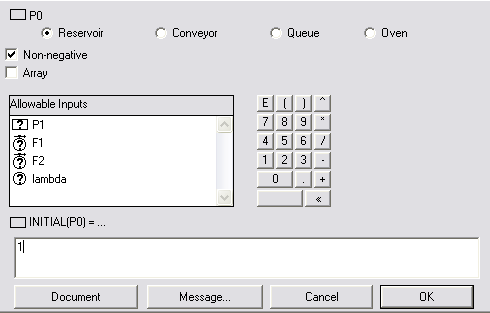 P0
Reservoir Conveyor Queue Oven
Non-negative
Array
Allowable Inputs
? P1
? F1
? F2
? lambda
E ( ) ^
7 8 9 *
4 5 6 /
1 2 3 -
0 . +
«
INITIAL(P0) = ...
1
Document Message... Cancel OK